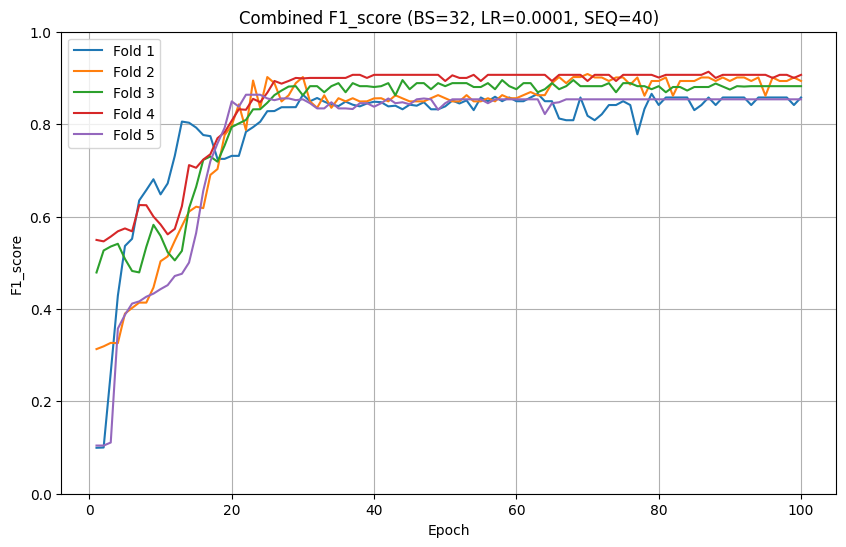 Combined F1_score (BS=32, LR=0.0001, SEQ=40)
Fold 1
Fold 2
Fold 3
Fold 4
Fold 5
1.0
0.8
0.6
0.4
0.2
0.0
F1_score
0 20 40 60 80 100
Epoch